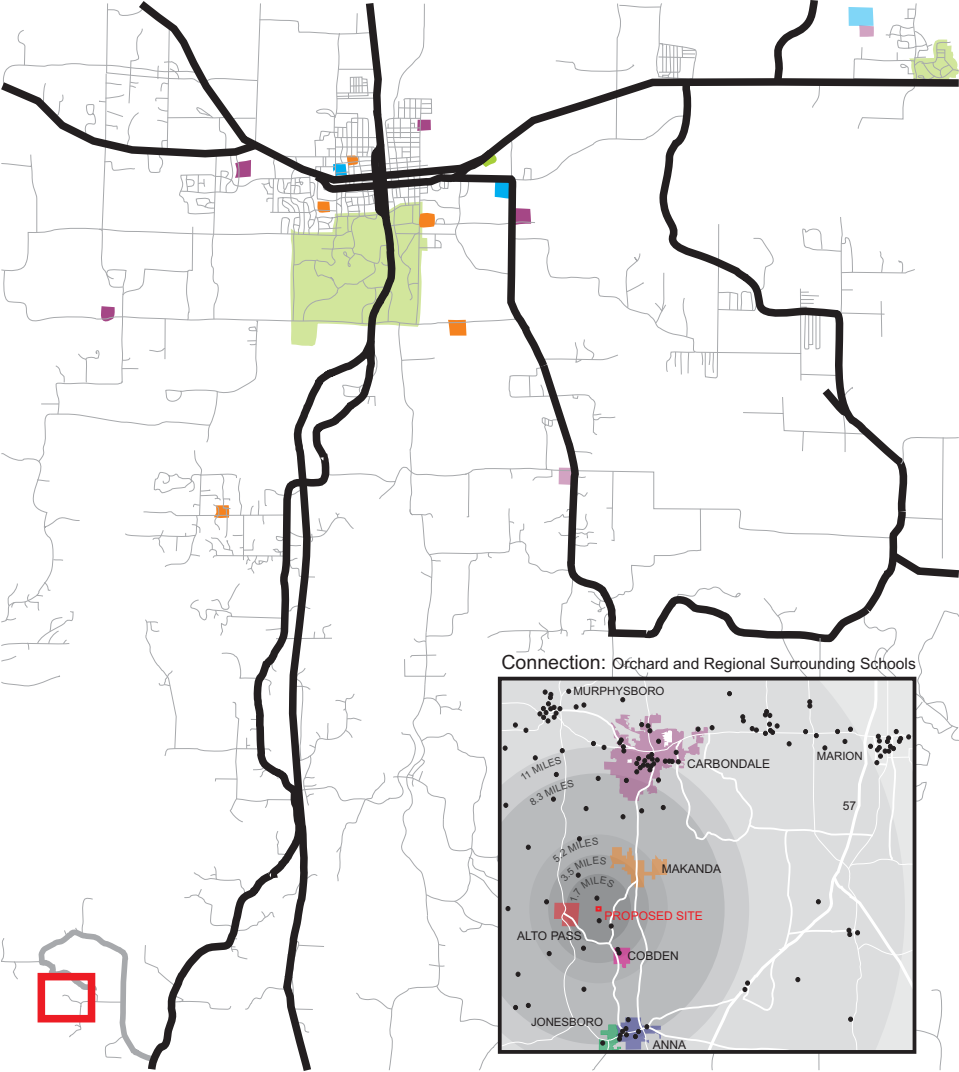 Connection: Orchard and Regional Surrounding Schools
MURPHYSBORO
CARBONDALE
MARION
11 MILES
8.3 MILES
57
5.2 MILES
3.5 MILES
MAKANDA
1.7 MILES
PROPOSED SITE
ALTO PASS
COBDEN
JONESBORO
ANNA